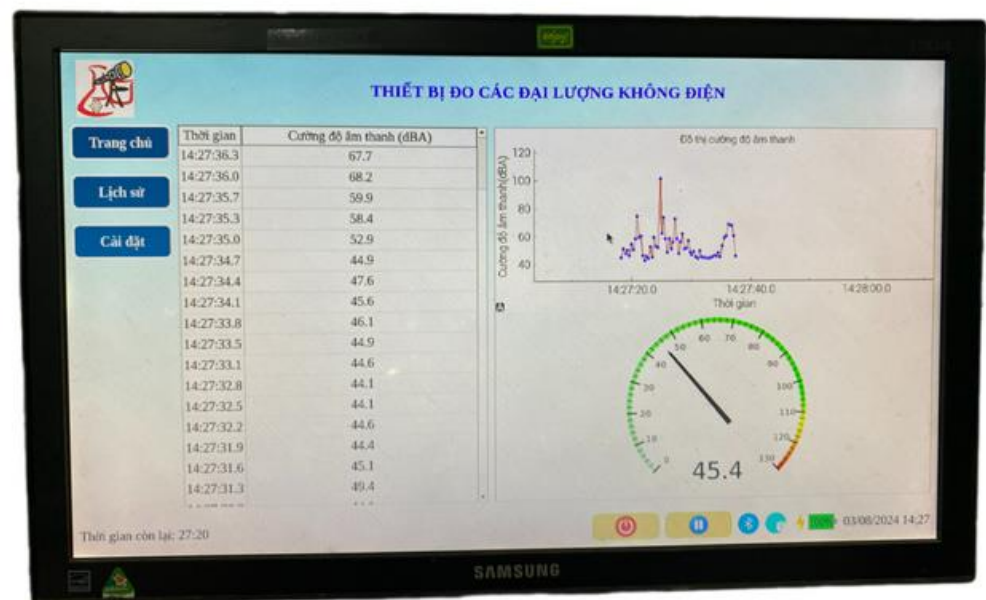 enjoy
THIẾT BỊ ĐO CÁC ĐẠI LƯỢNG KHÔNG ĐIỆN
Trang chủ
Lịch sử
Cài đặt
Thời gian Cường độ âm thanh (dBA)
14:27:36.3 67.7
14:27:36.0 68.2
14:27:35.7 59.9
14:27:35.3 58.4
14:27:35.0 52.9
14:27:34.7 44.9
14:27:34.4 47.6
14:27:34.1 45.6
14:27:33.8 46.1
14:27:33.5 44.9
14:27:33.1 44.6
14:27:32.8 44.1
14:27:32.5 44.1
14:27:32.2 44.6
14:27:31.9 44.4
14:27:31.6 45.1
14:27:31.3 49.4
Đồ thị cường độ âm thanh
Cường độ âm thanh(dBA)
120
100
80
60
40
14:27:20.0 14:27:40.0 14:28:00.0
Thời gian
A
0 10 20 30 40 50 60 70 80 90 100 110 120 130
45.4
Thời gian còn lại: 27:20
100% 03/08/2024 14:27
SAMSUNG